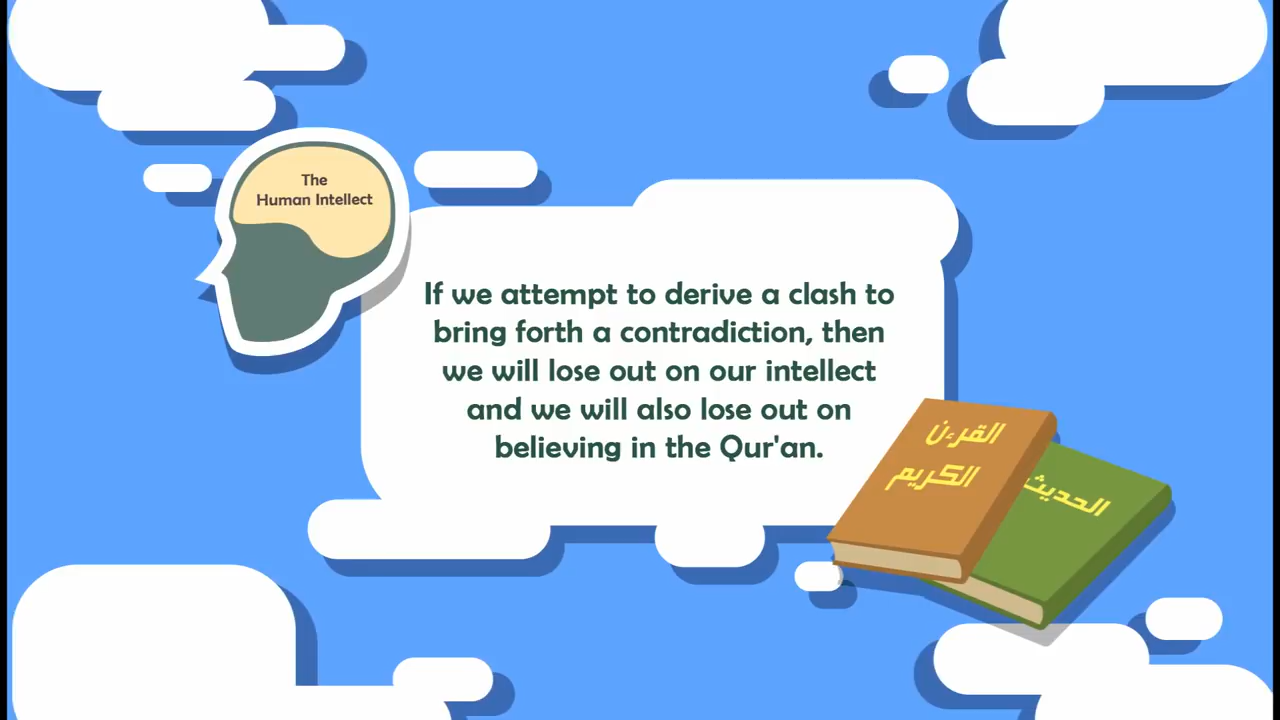 The
Human Intellect
If we attempt to derive a clash to
bring forth a contradiction, then
we will lose out on our intellect
and we will also lose out on
believing in the Qur'an.
القرءن
الكريم
الحديث